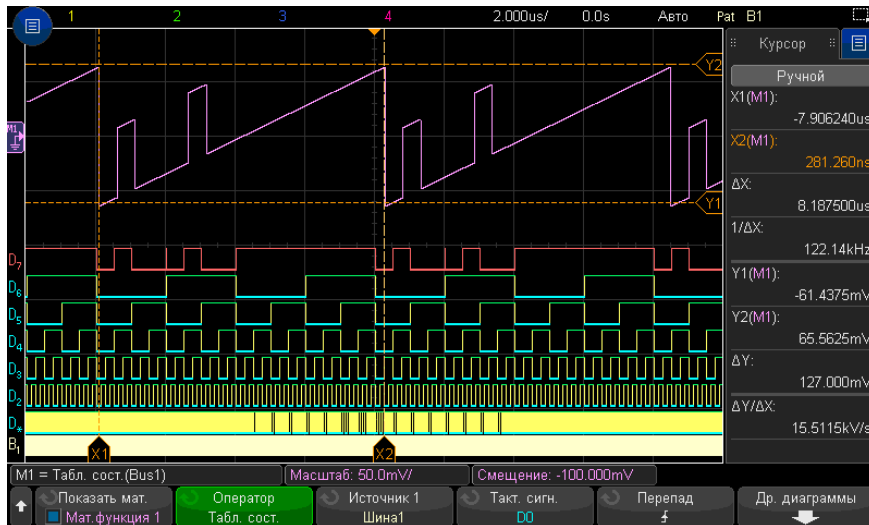 1 2 3 4 2.000us/ 0.0s Авто Pat B1
Курсор
Ручной
X1(M1):
-7.906240us
X2(M1):
281.260ns
ΔX:
8.187500us
1/ΔX:
122.14kHz
Y1(M1):
-61.4375mV
Y2(M1):
65.5625mV
ΔY:
127.000mV
ΔY/ΔX:
15.5115kV/s
Y2
M1
Y1
D7
D6
D5
D4
D3
D2
D*
B1
X1 X2
M1 = Табл. сост.(Bus1) Масштаб: 50.0mV/ Смещение: -100.000mV
Показать мат. Оператор Источник 1 Такт. сигн. Перепад Др. диаграммы
Мат.функция 1 Табл. сост. Шина1 D0